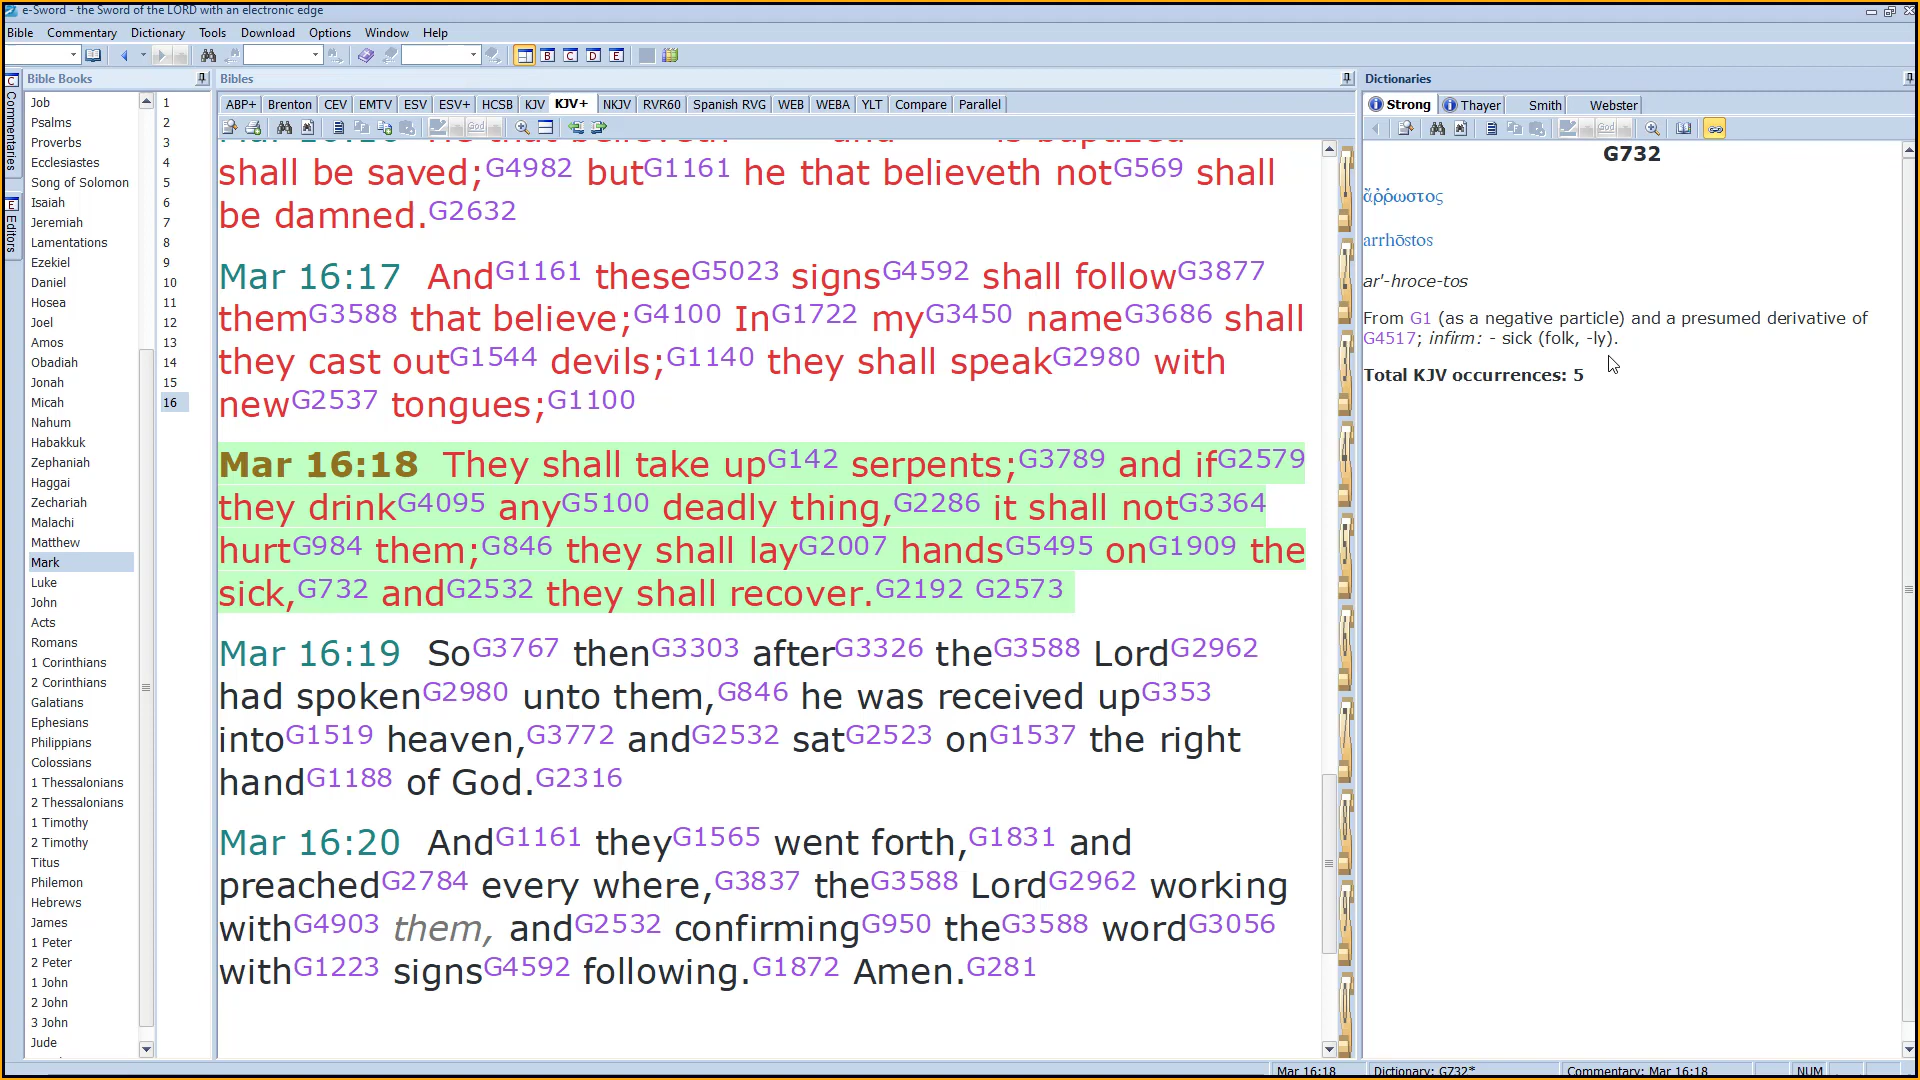 e-Sword - the Sword of the LORD with an electronic edge
Bible Commentary Dictionary Tools Download Options Window Help
B C D E
C Commentaries
E Editors
Bible Books
Job
Psalms
Proverbs
Ecclesiastes
Song of Solomon
Isaiah
Jeremiah
Lamentations
Ezekiel
Daniel
Hosea
Joel
Amos
Obadiah
Jonah
Micah
Nahum
Habakkuk
Zephaniah
Haggai
Zechariah
Malachi
Matthew
Mark
Luke
John
Acts
Romans
1 Corinthians
2 Corinthians
Galatians
Ephesians
Philippians
Colossians
1 Thessalonians
2 Thessalonians
1 Timothy
2 Timothy
Titus
Philemon
Hebrews
James
1 Peter
2 Peter
1 John
2 John
3 John
Jude
1
2
3
4
5
6
7
8
9
10
11
12
13
14
15
16
Bibles
ABP+ Brenton CEV EMTV ESV ESV+ HCSB KJV KJV+ NKJV RVR60 Spanish RVG WEB WEBA YLT Compare Parallel
God
shall be saved;G4982 butG1161 he that believeth notG569 shall
be damned.G2632
Mar 16:17 AndG1161 theseG5023 signsG4592 shall followG3877
themG3588 that believe;G4100 InG1722 myG3450 nameG3686 shall
they cast outG1544 devils;G1140 they shall speakG2980 with
newG2537 tongues;G1100
Mar 16:18 They shall take upG142 serpents;G3789 and ifG2579
they drinkG4095 anyG5100 deadly thing,G2286 it shall notG3364
hurtG984 them;G846 they shall layG2007 handsG5495 onG1909 the
sick,G732 andG2532 they shall recover.G2192 G2573
Mar 16:19 SoG3767 thenG3303 afterG3326 theG3588 LordG2962
had spokenG2980 unto them,G846 he was received upG353
intoG1519 heaven,G3772 andG2532 satG2523 onG1537 the right
handG1188 of God.G2316
Mar 16:20 AndG1161 theyG1565 went forth,G1831 and
preachedG2784 every where,G3837 theG3588 LordG2962 working
withG4903 them, andG2532 confirmingG950 theG3588 wordG3056
withG1223 signsG4592 following.G1872 Amen.G281
Dictionaries
Strong Thayer Smith Webster
God
G732
ἄῤῥωστος
arrhōstos
ar'-hroce-tos
From G1 (as a negative particle) and a presumed derivative of
G4517; infirm: - sick (folk, -ly).
Total KJV occurrences: 5
Mar 16:18 Dictionary: G732* Commentary: Mar 16:18 NUM